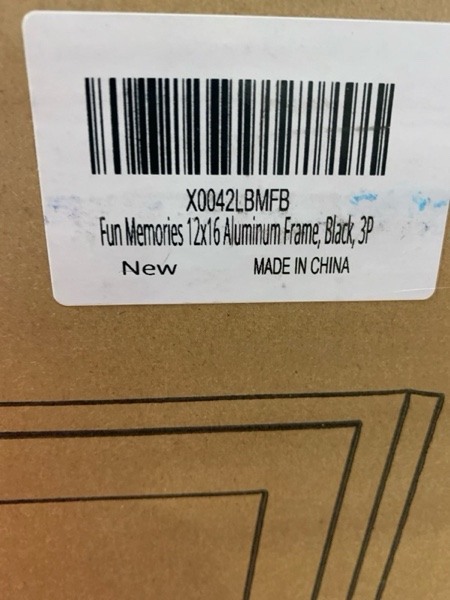 X0042LBMFB
Fun Memories 12x16 Aluminum Frame, Black, 3P
New MADE IN CHINA